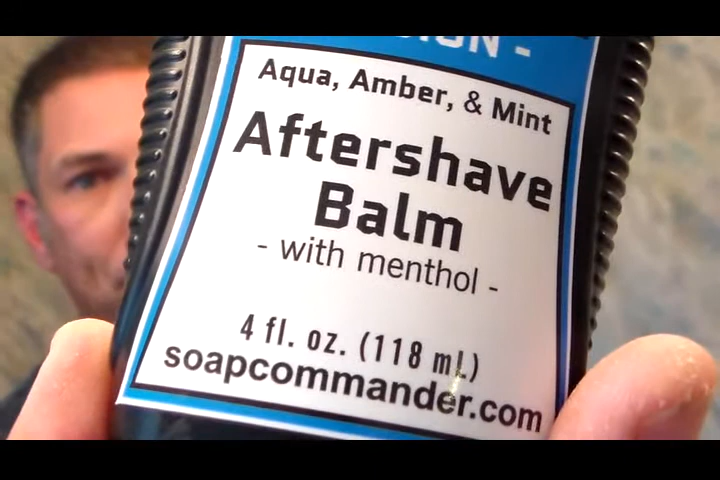 Aqua, Amber, & Mint
Aftershave
Balm
- with menthol -
4 fl. oz. (118 mL)
soapcommander.com